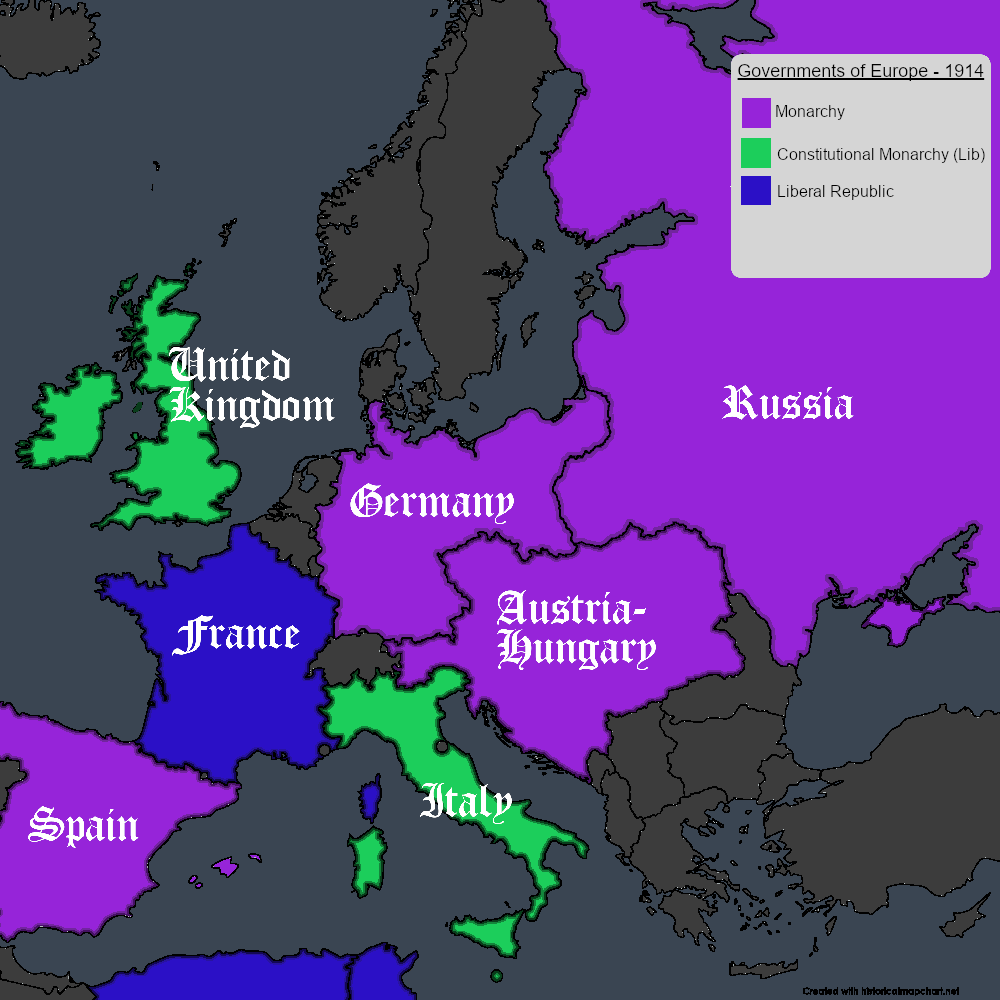 Governments of Europe - 1914
Monarchy
Constitutional Monarchy (Lib)
Liberal Republic
United
Kingdom
Russia
Germany
Austria-
Hungary
France
Italy
Spain
Created with historicalmapchart.net